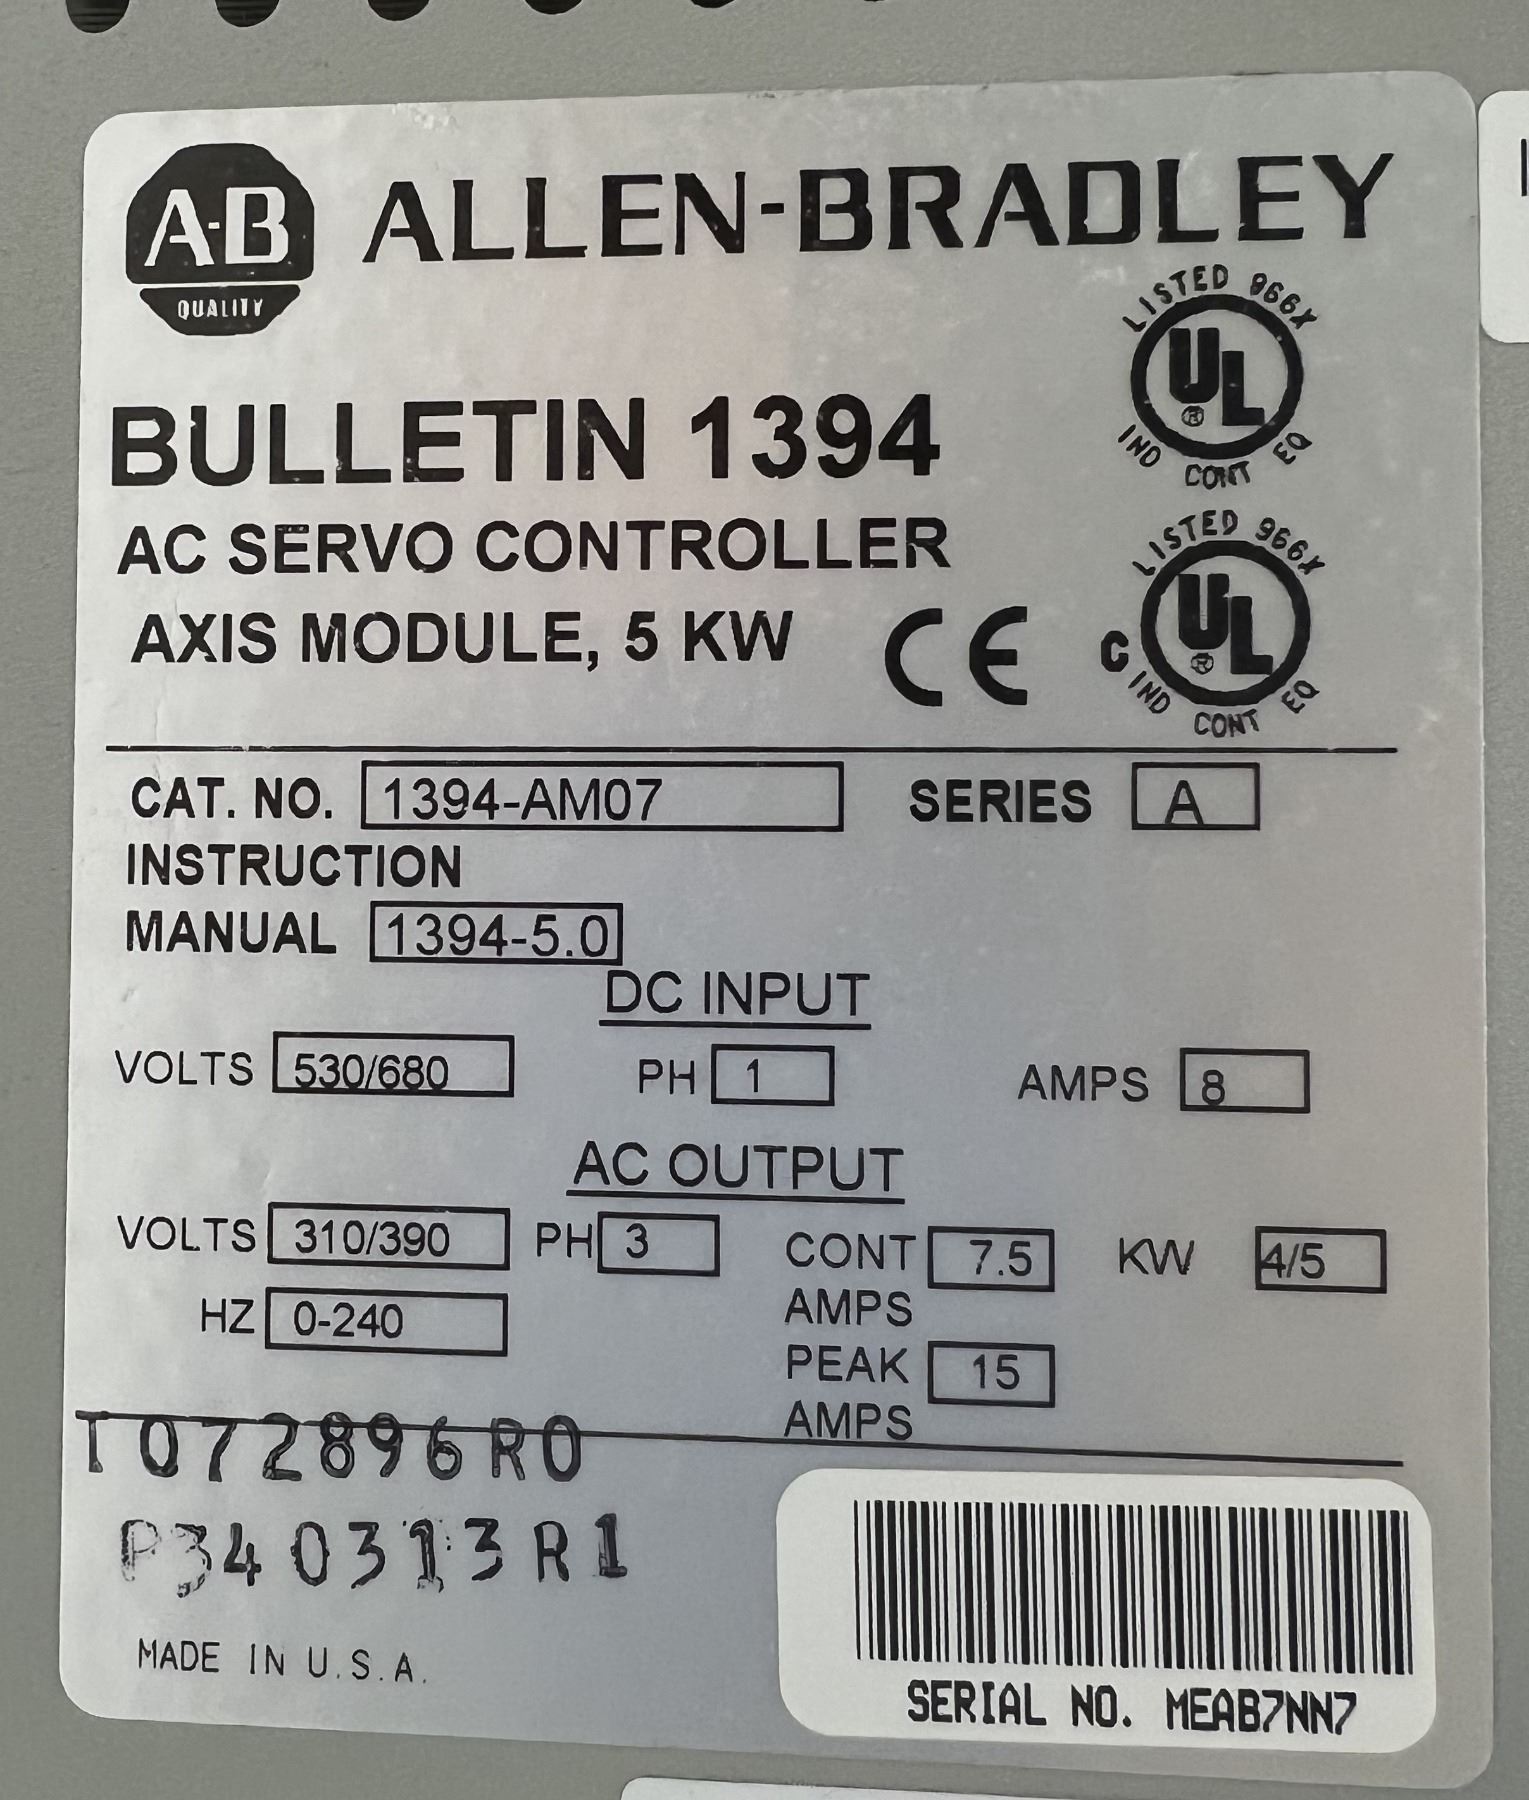 A-B
QUALITY
ALLEN-BRADLEY
LISTED 966X
UL
®
IND CONT EQ
BULLETIN 1394
AC SERVO CONTROLLER
AXIS MODULE, 5 KW
CE
LISTED 966X
C UL
®
IND CONT EQ
CAT. NO. 1394-AM07 SERIES A
INSTRUCTION
MANUAL 1394-5.0
DC INPUT
VOLTS 530/680 PH 1 AMPS 8
AC OUTPUT
VOLTS 310/390 PH 3 CONT 7.5 KW 4/5
AMPS
HZ 0-240
PEAK 15
AMPS
T072896R0
P340313R1
MADE IN U.S.A.
SERIAL NO. MEAB7NN7